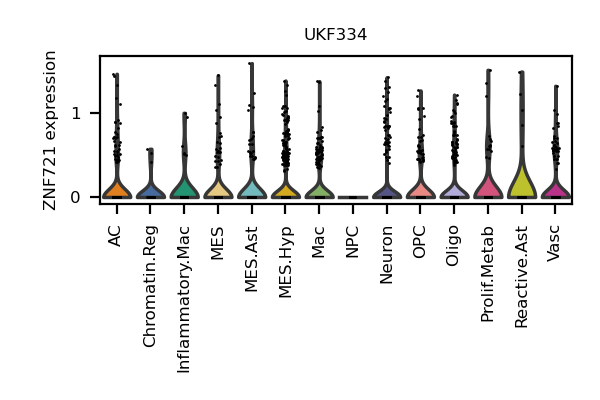 UKF334
ZNF721 expression
1
0
AC
Chromatin.Reg
Inflammatory.Mac
MES
MES.Ast
MES.Hyp
Mac
NPC
Neuron
OPC
Oligo
Prolif.Metab
Reactive.Ast
Vasc